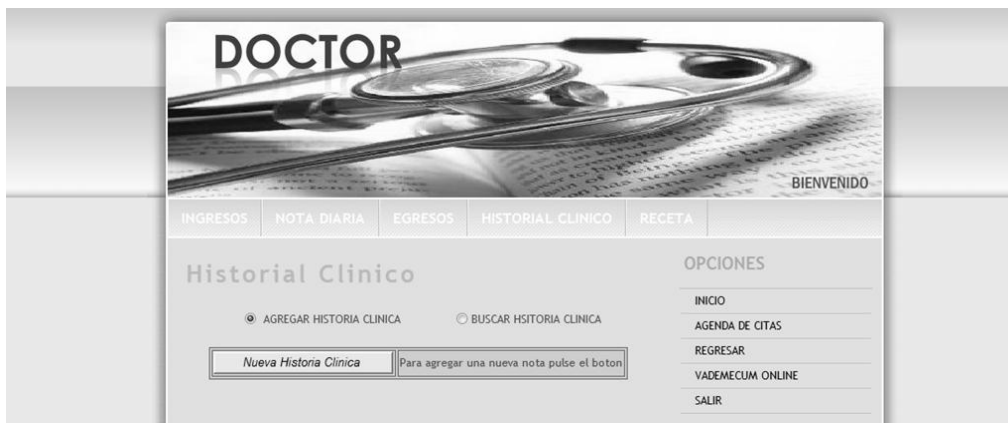 DOCTOR
BIENVENIDO
INGRESOS NOTA DIARIA EGRESOS HISTORIAL CLINICO RECETA
Historial Clinico
AGREGAR HISTORIA CLINICA BUSCAR HSITORIA CLINICA
Nueva Historia Clinica Para agregar una nueva nota pulse el boton
OPCIONES
INICIO
AGENDA DE CITAS
REGRESAR
VADEMECUM ONLINE
SALIR